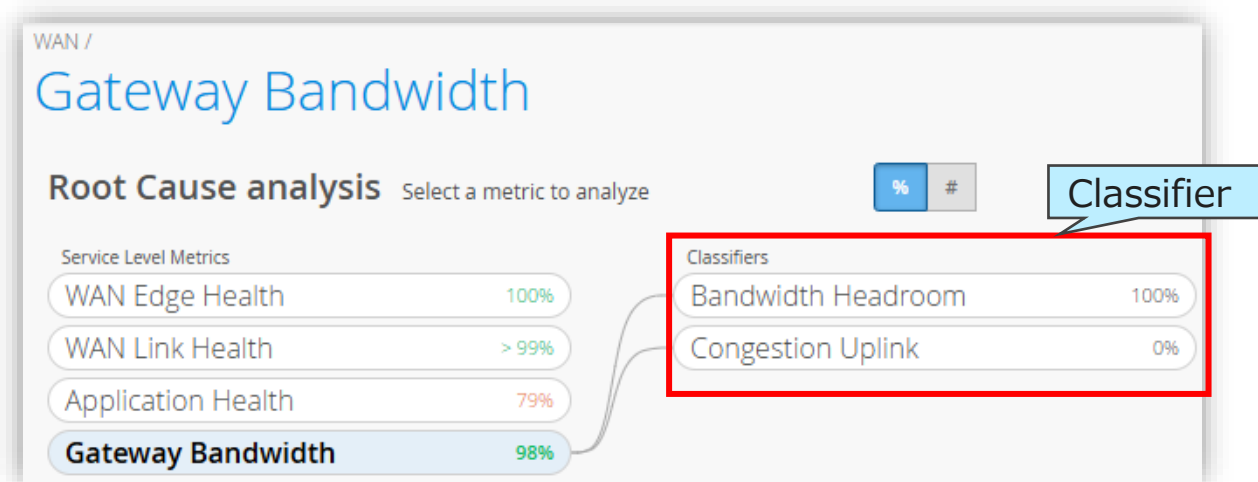 WAN /
Gateway Bandwidth
Root Cause analysis Select a metric to analyze
% #
Classifier
Service Level Metrics
Classifiers
WAN Edge Health 100%
Bandwidth Headroom 100%
WAN Link Health > 99%
Congestion Uplink 0%
Application Health 79%
Gateway Bandwidth 98%